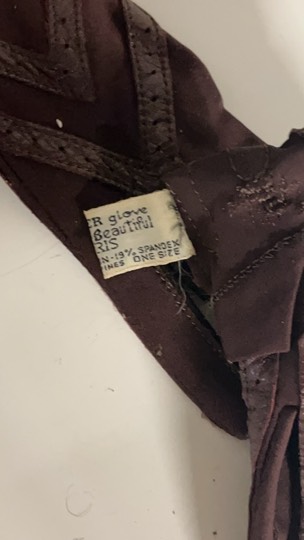 ER glove
Beautiful
RIS
N-19% SPANDEX
INES ONE SIZE